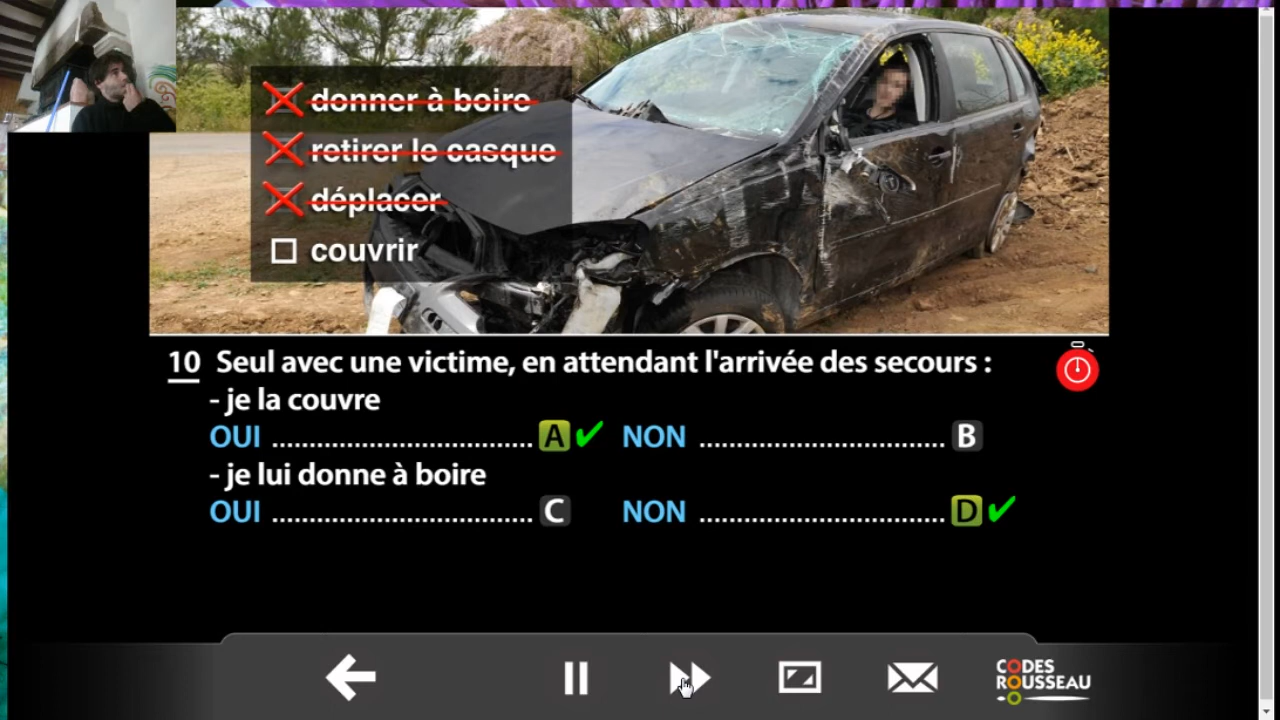 donner à boire
retirer le casque
déplacer
couvrir
10 Seul avec une victime, en attendant l'arrivée des secours :
- je la couvre
OUI .................................... A NON .................................. B
- je lui donne à boire
OUI .................................... C NON .................................. D
CODES
ROUSSEAU